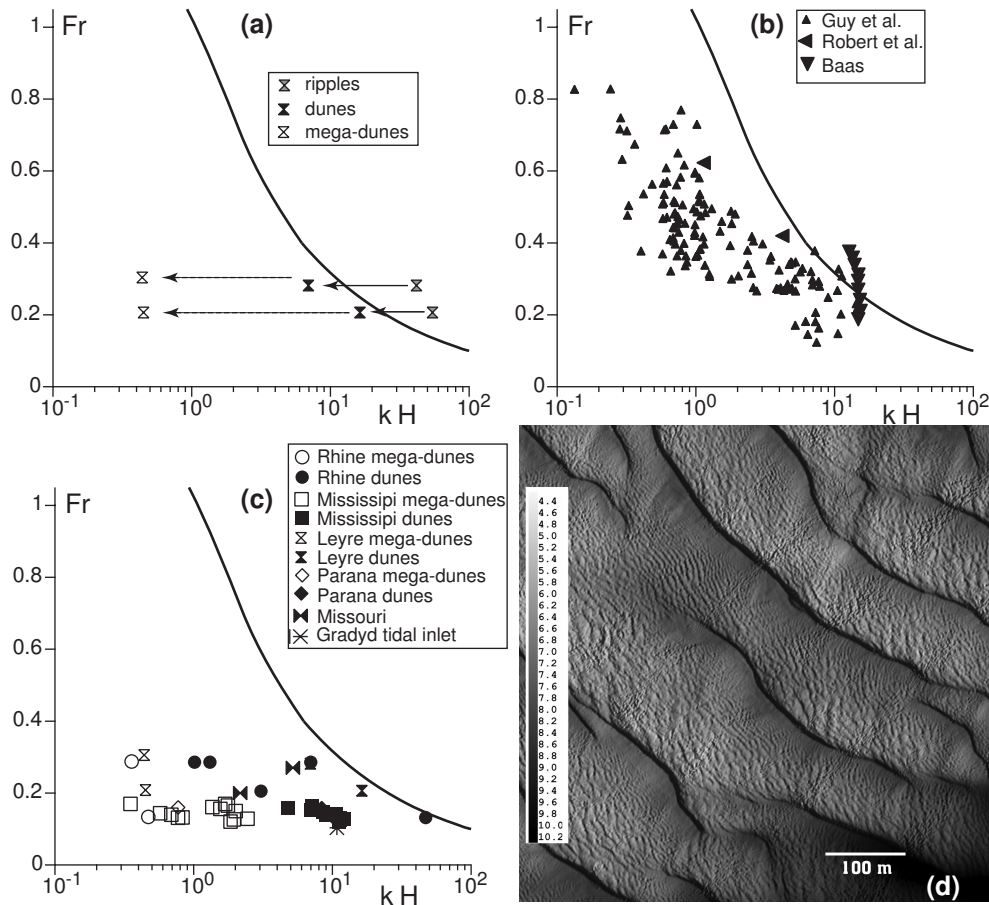 Fr
(a)
1
0.8
0.6
0.4
0.2
0
ripples
dunes
mega-dunes
10-1
100
101
102
k H
Fr
(b)
1
0.8
0.6
0.4
0.2
0
Guy et al.
Robert et al.
Baas
10-1
100
101
102
k H
Fr
(c)
1
0.8
0.6
0.4
0.2
0
Rhine mega-dunes
Rhine dunes
Mississipi mega-dunes
Mississipi dunes
Leyre mega-dunes
Leyre dunes
Parana mega-dunes
Parana dunes
Missouri
Gradyd tidal inlet
10-1
100
101
102
k H
4.4
4.6
4.8
5.0
5.2
5.4
5.6
5.8
6.0
6.2
6.4
6.6
6.8
7.0
7.2
7.4
7.6
7.8
8.0
8.2
8.4
8.6
8.8
9.0
9.2
9.4
9.6
9.8
10.0
10.2
100 m
(d)